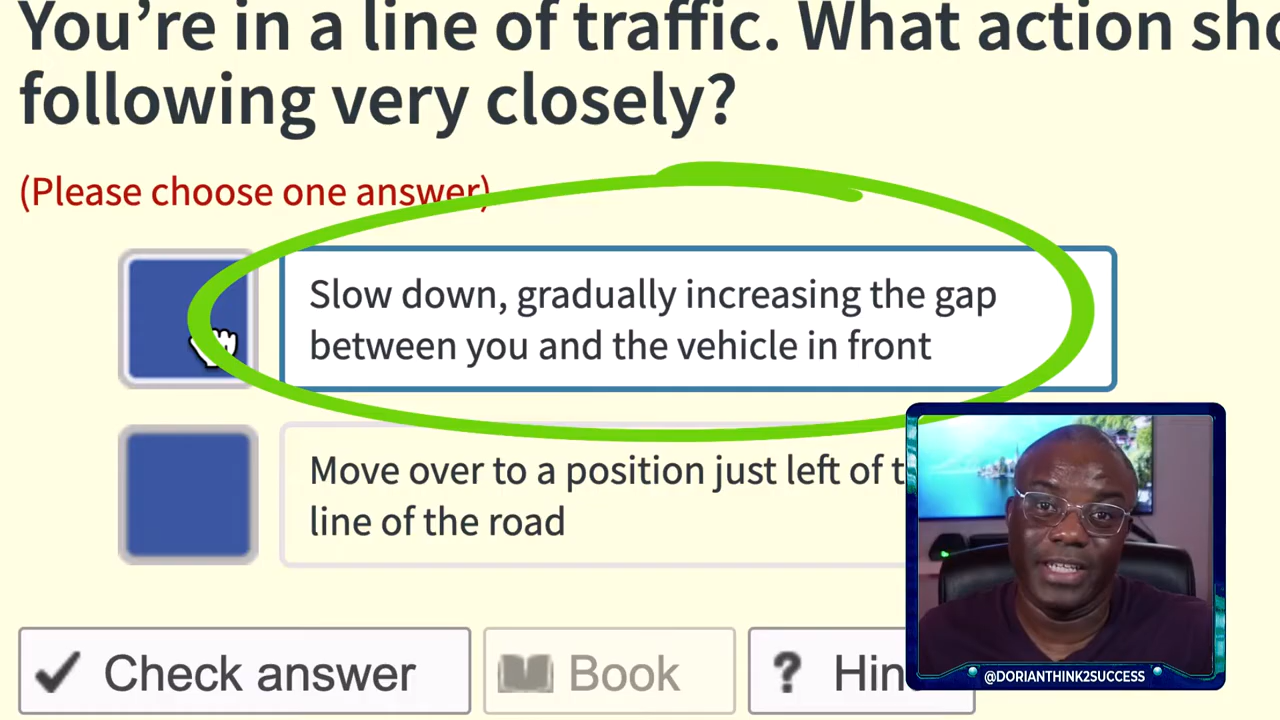 You’re in a line of traffic. What action
following very closely?
(Please choose one answer)
Slow down, gradually increasing the gap
between you and the vehicle in front
Move over to a position just left of
line of the road
Check answer
Book
? 
@DORIANTHINK2SUCCESS